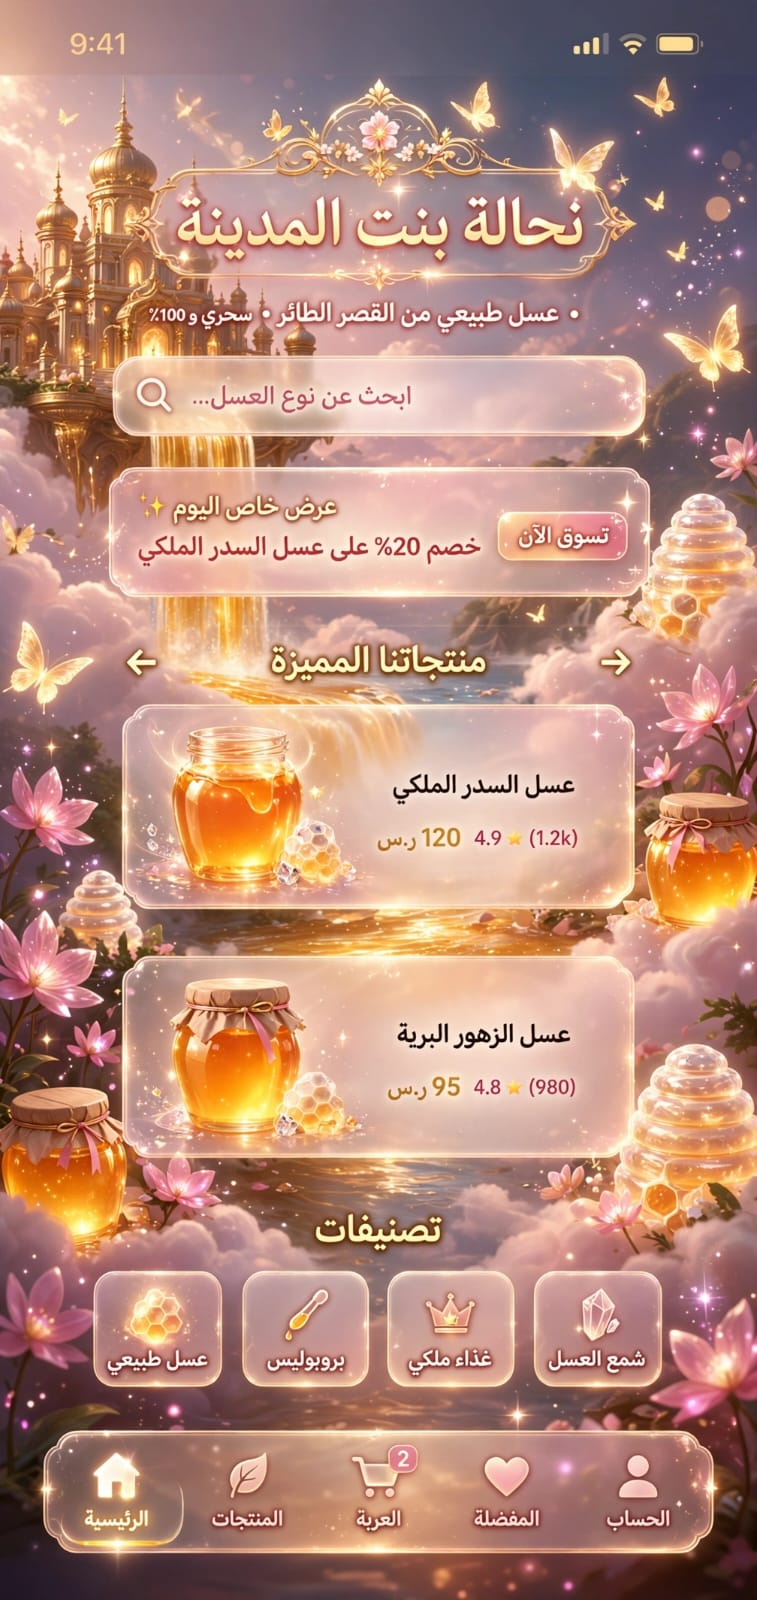 9:41
نحالة بنت المدينة
• عسل طبيعي من القصر الطائر • سحري و 100٪
ابحث عن نوع العسل...
عرض خاص اليوم ✨
خصم 20% على عسل السدر الملكي
تسوق الآن
← منتجاتنا المميزة →
عسل السدر الملكي
120 ر.س 4.9 ⭐ (1.2k)
عسل الزهور البرية
95 ر.س 4.8 ⭐ (980)
تصنيفات
شمع العسل
غذاء ملكي
بروبوليس
عسل طبيعي
الحساب
المفضلة
2
العربة
المنتجات
الرئيسية